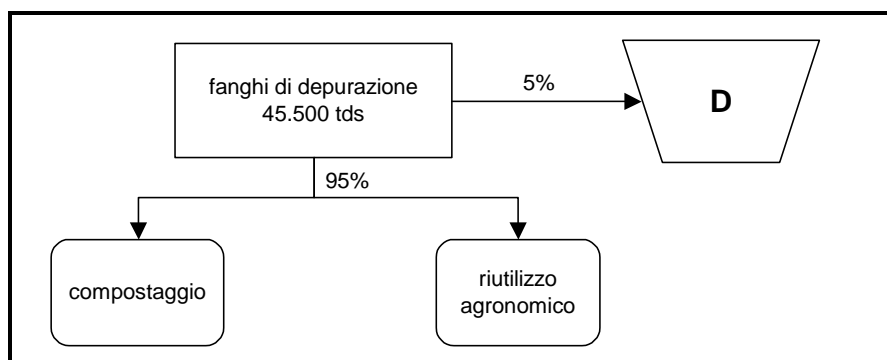 fanghi di depurazione
45.500 tds
5%
D
95%
compostaggio
riutilizzo
agronomico